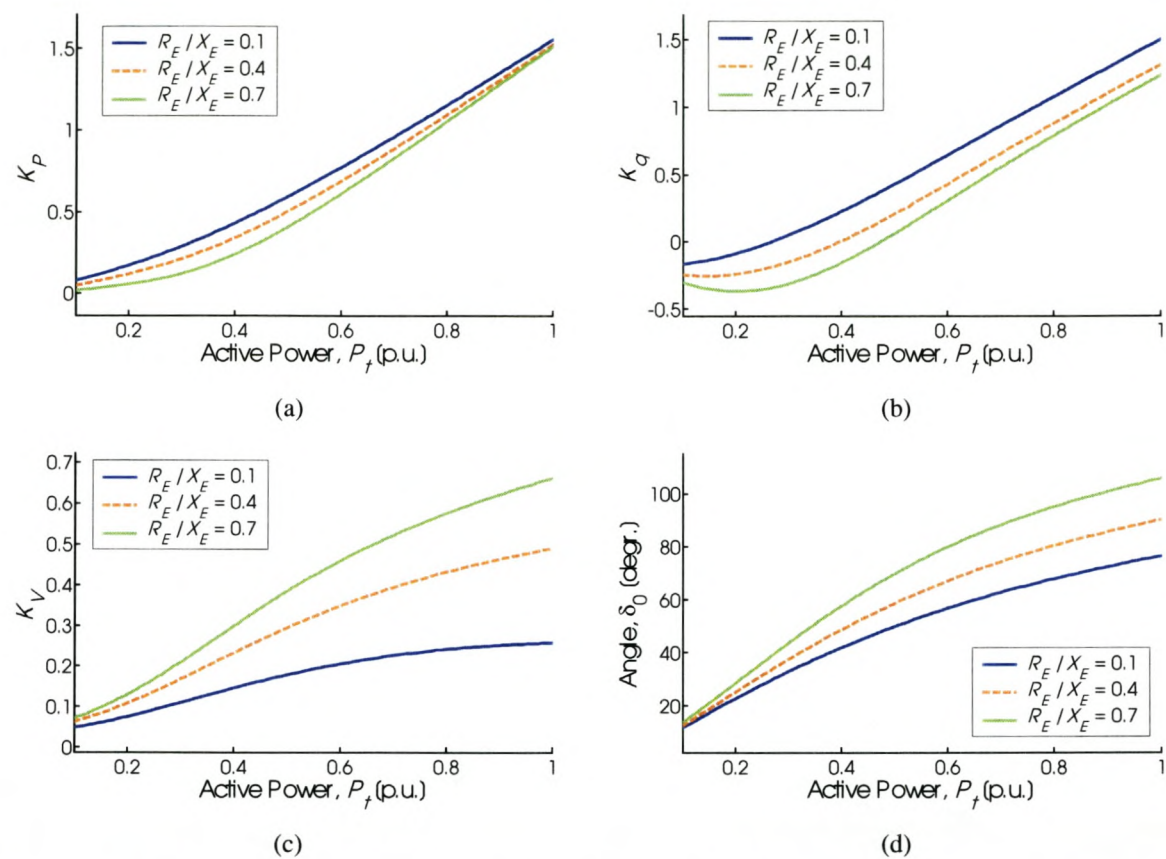 R_E / X_E = 0.1
R_E / X_E = 0.4
R_E / X_E = 0.7
1.5
1
0.5
0
K_P
0.2 0.4 0.6 0.8 1
Active Power, P_t (p.u.)
(a)
R_E / X_E = 0.1
R_E / X_E = 0.4
R_E / X_E = 0.7
1.5
1
0.5
0
-0.5
K_q
0.2 0.4 0.6 0.8 1
Active Power, P_t (p.u.)
(b)
R_E / X_E = 0.1
R_E / X_E = 0.4
R_E / X_E = 0.7
0.7
0.6
0.5
0.4
0.3
0.2
0.1
0
K_V
0.2 0.4 0.6 0.8 1
Active Power, P_t (p.u.)
(c)
100
80
60
40
20
Angle, δ_0 (degr.)
R_E / X_E = 0.1
R_E / X_E = 0.4
R_E / X_E = 0.7
0.2 0.4 0.6 0.8 1
Active Power, P_t (p.u.)
(d)